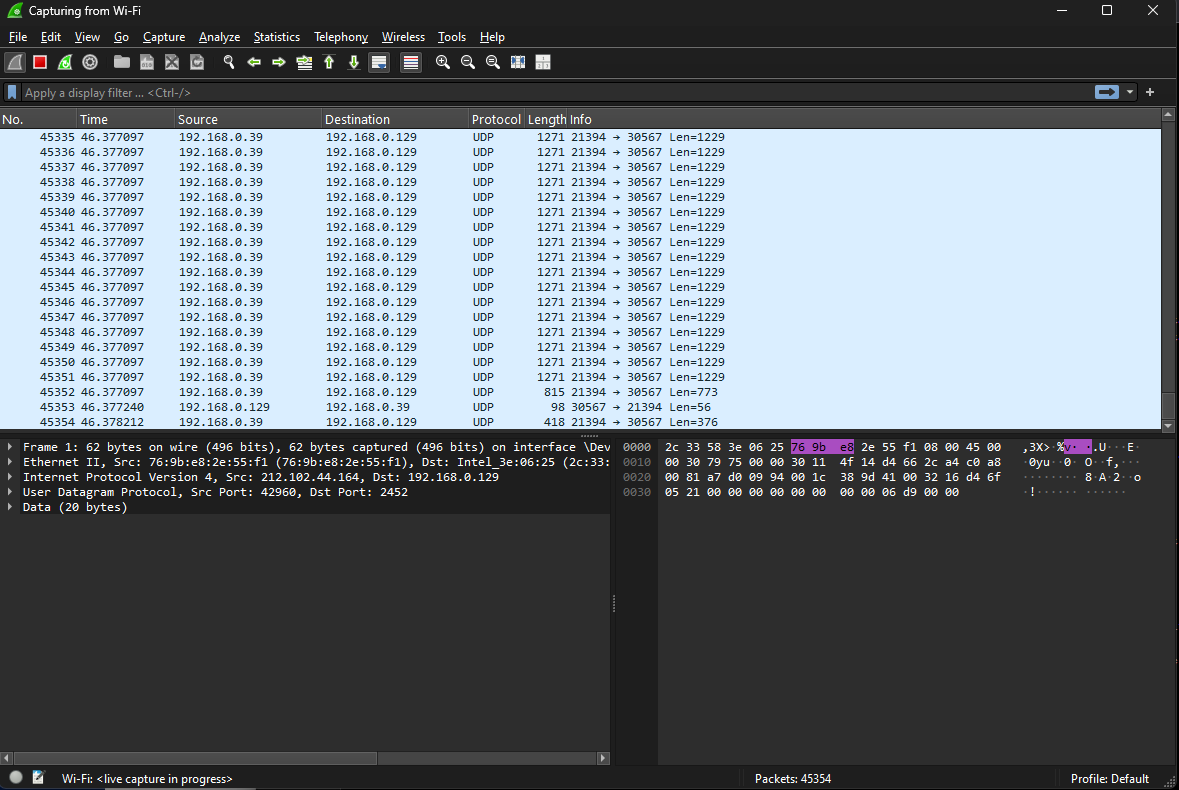 Capturing from Wi-Fi
File Edit View Go Capture Analyze Statistics Telephony Wireless Tools Help
Apply a display filter ... <Ctrl-/>
No. Time Source Destination Protocol Length Info
45335 46.377097 192.168.0.39 192.168.0.129 UDP 1271 21394 → 30567 Len=1229
45336 46.377097 192.168.0.39 192.168.0.129 UDP 1271 21394 → 30567 Len=1229
45337 46.377097 192.168.0.39 192.168.0.129 UDP 1271 21394 → 30567 Len=1229
45338 46.377097 192.168.0.39 192.168.0.129 UDP 1271 21394 → 30567 Len=1229
45339 46.377097 192.168.0.39 192.168.0.129 UDP 1271 21394 → 30567 Len=1229
45340 46.377097 192.168.0.39 192.168.0.129 UDP 1271 21394 → 30567 Len=1229
45341 46.377097 192.168.0.39 192.168.0.129 UDP 1271 21394 → 30567 Len=1229
45342 46.377097 192.168.0.39 192.168.0.129 UDP 1271 21394 → 30567 Len=1229
45343 46.377097 192.168.0.39 192.168.0.129 UDP 1271 21394 → 30567 Len=1229
45344 46.377097 192.168.0.39 192.168.0.129 UDP 1271 21394 → 30567 Len=1229
45345 46.377097 192.168.0.39 192.168.0.129 UDP 1271 21394 → 30567 Len=1229
45346 46.377097 192.168.0.39 192.168.0.129 UDP 1271 21394 → 30567 Len=1229
45347 46.377097 192.168.0.39 192.168.0.129 UDP 1271 21394 → 30567 Len=1229
45348 46.377097 192.168.0.39 192.168.0.129 UDP 1271 21394 → 30567 Len=1229
45349 46.377097 192.168.0.39 192.168.0.129 UDP 1271 21394 → 30567 Len=1229
45350 46.377097 192.168.0.39 192.168.0.129 UDP 1271 21394 → 30567 Len=1229
45351 46.377097 192.168.0.39 192.168.0.129 UDP 1271 21394 → 30567 Len=1229
45352 46.377097 192.168.0.39 192.168.0.129 UDP 815 21394 → 30567 Len=773
45353 46.377240 192.168.0.129 192.168.0.39 UDP 98 30567 → 21394 Len=56
45354 46.378212 192.168.0.39 192.168.0.129 UDP 418 21394 → 30567 Len=376
Frame 1: 62 bytes on wire (496 bits), 62 bytes captured (496 bits) on interface \Dev
Ethernet II, Src: 76:9b:e8:2e:55:f1 (76:9b:e8:2e:55:f1), Dst: Intel_3e:06:25 (2c:33:
Internet Protocol Version 4, Src: 212.102.44.164, Dst: 192.168.0.129
User Datagram Protocol, Src Port: 42960, Dst Port: 2452
Data (20 bytes)
0000 2c 33 58 3e 06 25 76 9b e8 2e 55 f1 08 00 45 00 ,3X>·%v· ·.U···E·
0010 00 30 79 75 00 00 30 11 4f 14 d4 66 2c a4 c0 a8 ·0yu··0· O··f,···
0020 00 81 a7 d0 09 94 00 1c 38 9d 41 00 32 16 d4 6f ········ 8·A·2··o
0030 05 21 00 00 00 00 00 00 00 00 06 d9 00 00 ·!······ ······
Wi-Fi: <live capture in progress>
Packets: 45354
Profile: Default